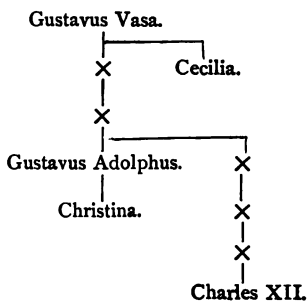 Gustavus Vasa.
Cecilia.
Gustavus Adolphus.
Christina.
Charles XII.